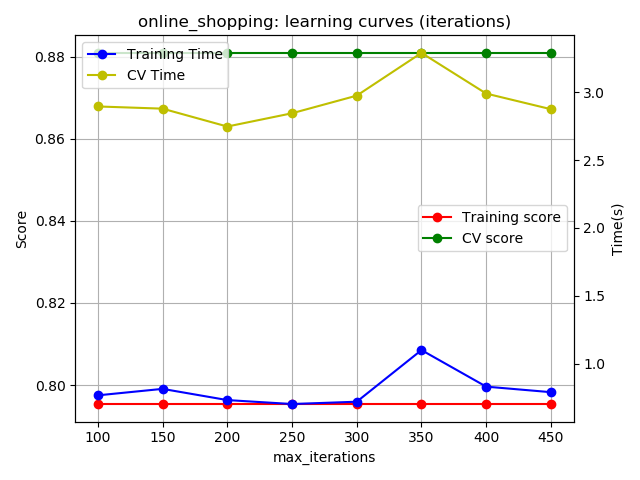 online_shopping: learning curves (iterations)
Training Time
CV Time
Training score
CV score
Score
0.88
0.86
0.84
0.82
0.80
3.0
2.5
2.0
1.5
1.0
Time(s)
100 150 200 250 300 350 400 450
max_iterations